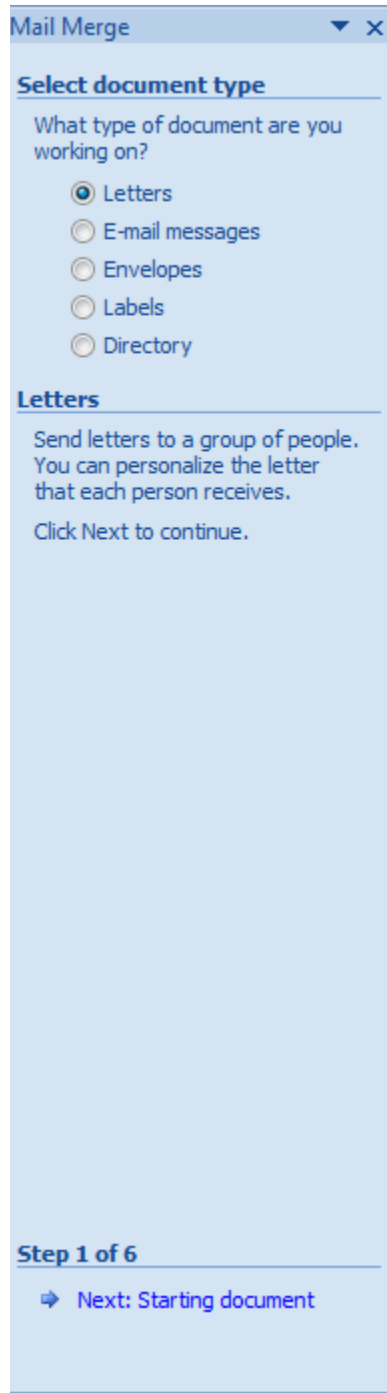 Mail Merge
Select document type
What type of document are you
working on?
Letters
E-mail messages
Envelopes
Labels
Directory
Letters
Send letters to a group of people.
You can personalize the letter
that each person receives.
Click Next to continue.
Step 1 of 6
Next: Starting document